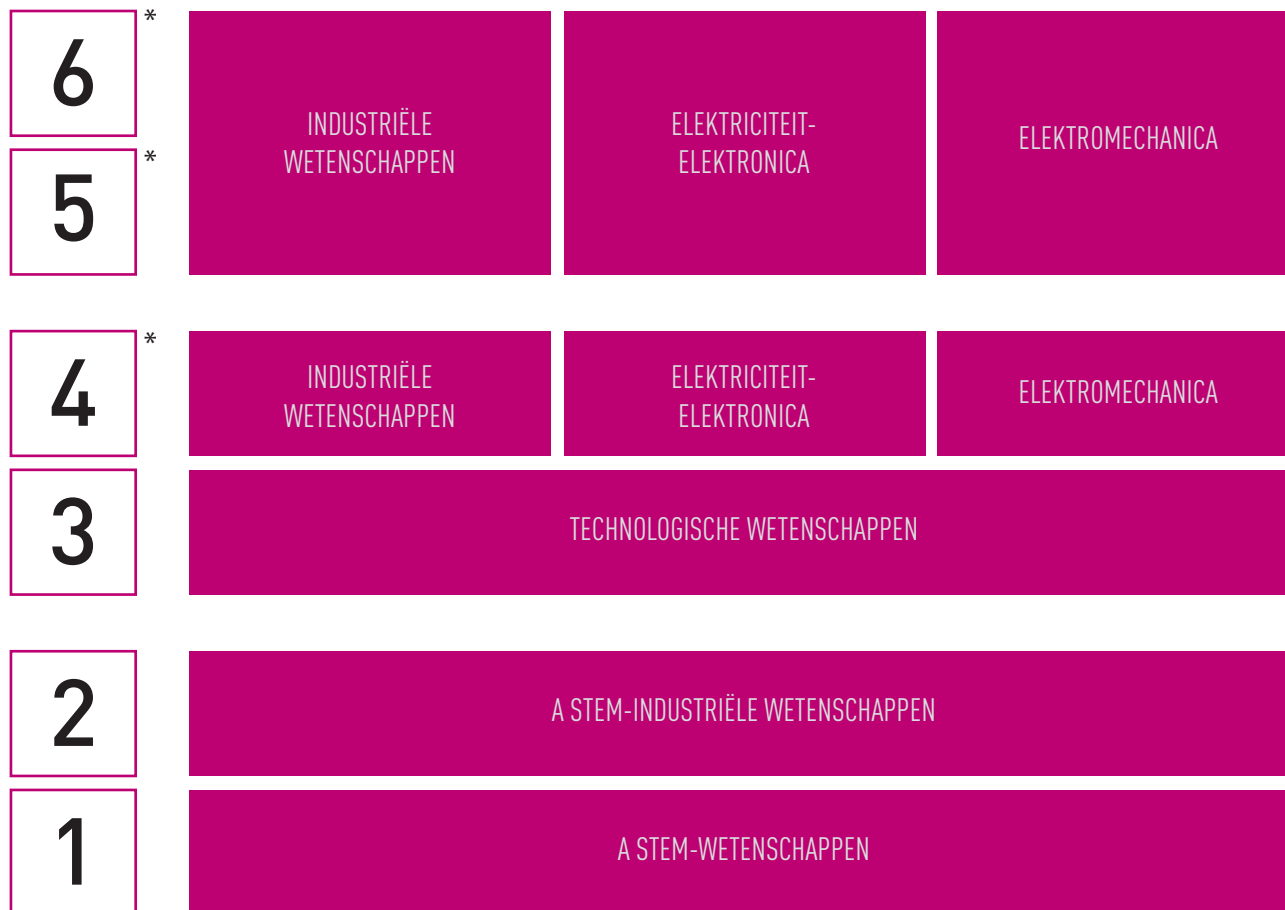 6 *
INDUSTRIËLE
WETENSCHAPPEN
ELEKTRICITEIT-
ELEKTRONICA
ELEKTROMECHANICA
5 *
4 *
INDUSTRIËLE
WETENSCHAPPEN
ELEKTRICITEIT-
ELEKTRONICA
ELEKTROMECHANICA
3
TECHNOLOGISCHE WETENSCHAPPEN
2
A STEM-INDUSTRIËLE WETENSCHAPPEN
1
A STEM-WETENSCHAPPEN